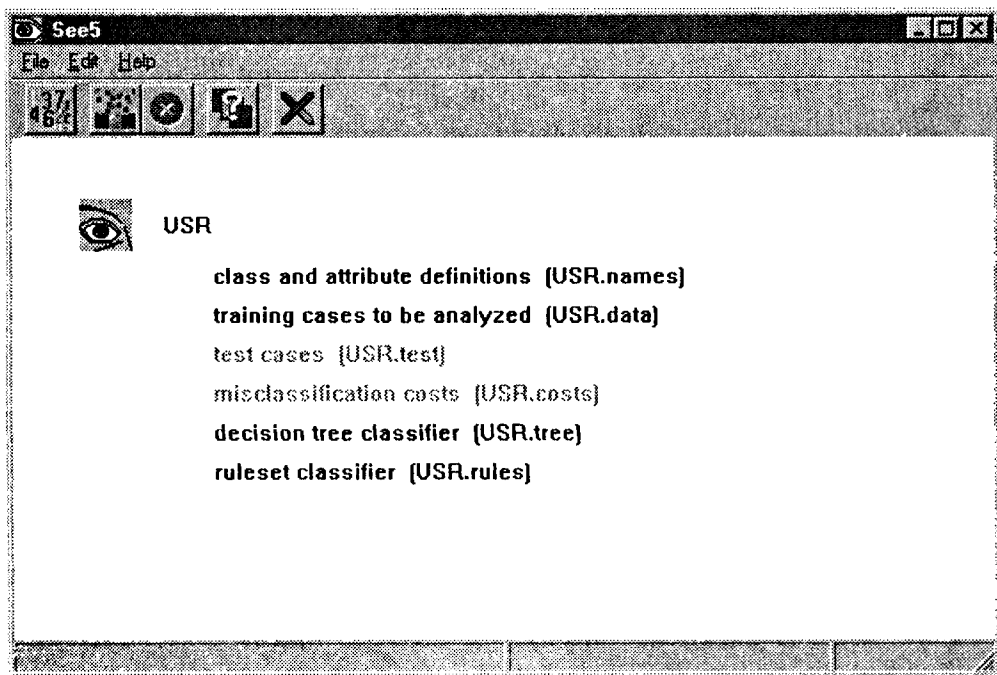 See5
File Edit Help
USR
class and attribute definitions (USR.names)
training cases to be analyzed (USR.data)
test cases (USR.test)
misclassification costs (USR.costs)
decision tree classifier (USR.tree)
ruleset classifier (USR.rules)